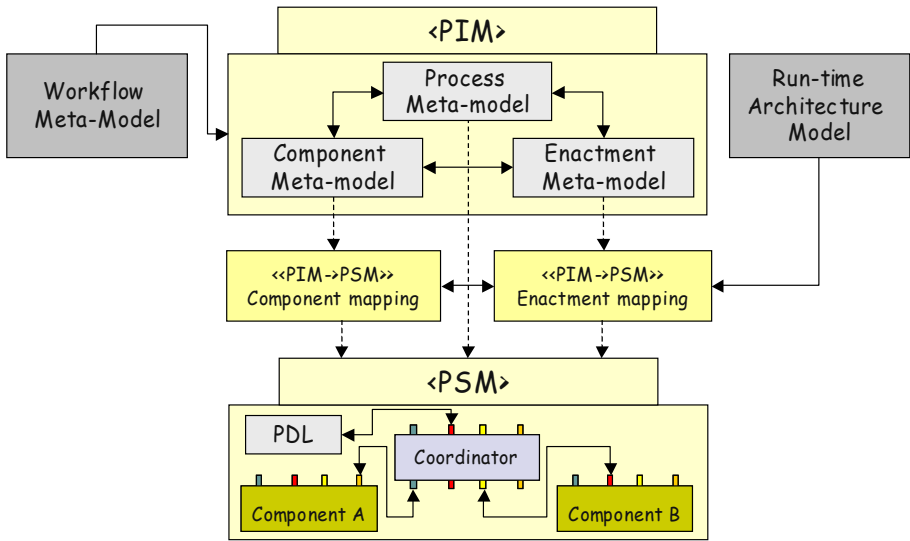 <PIM>
Workflow
Meta-Model
Process
Meta-model
Run-time
Architecture
Model
Component
Meta-model
Enactment
Meta-model
<<PIM->PSM>>
Component mapping
<<PIM->PSM>>
Enactment mapping
<PSM>
PDL
Coordinator
Component A
Component B